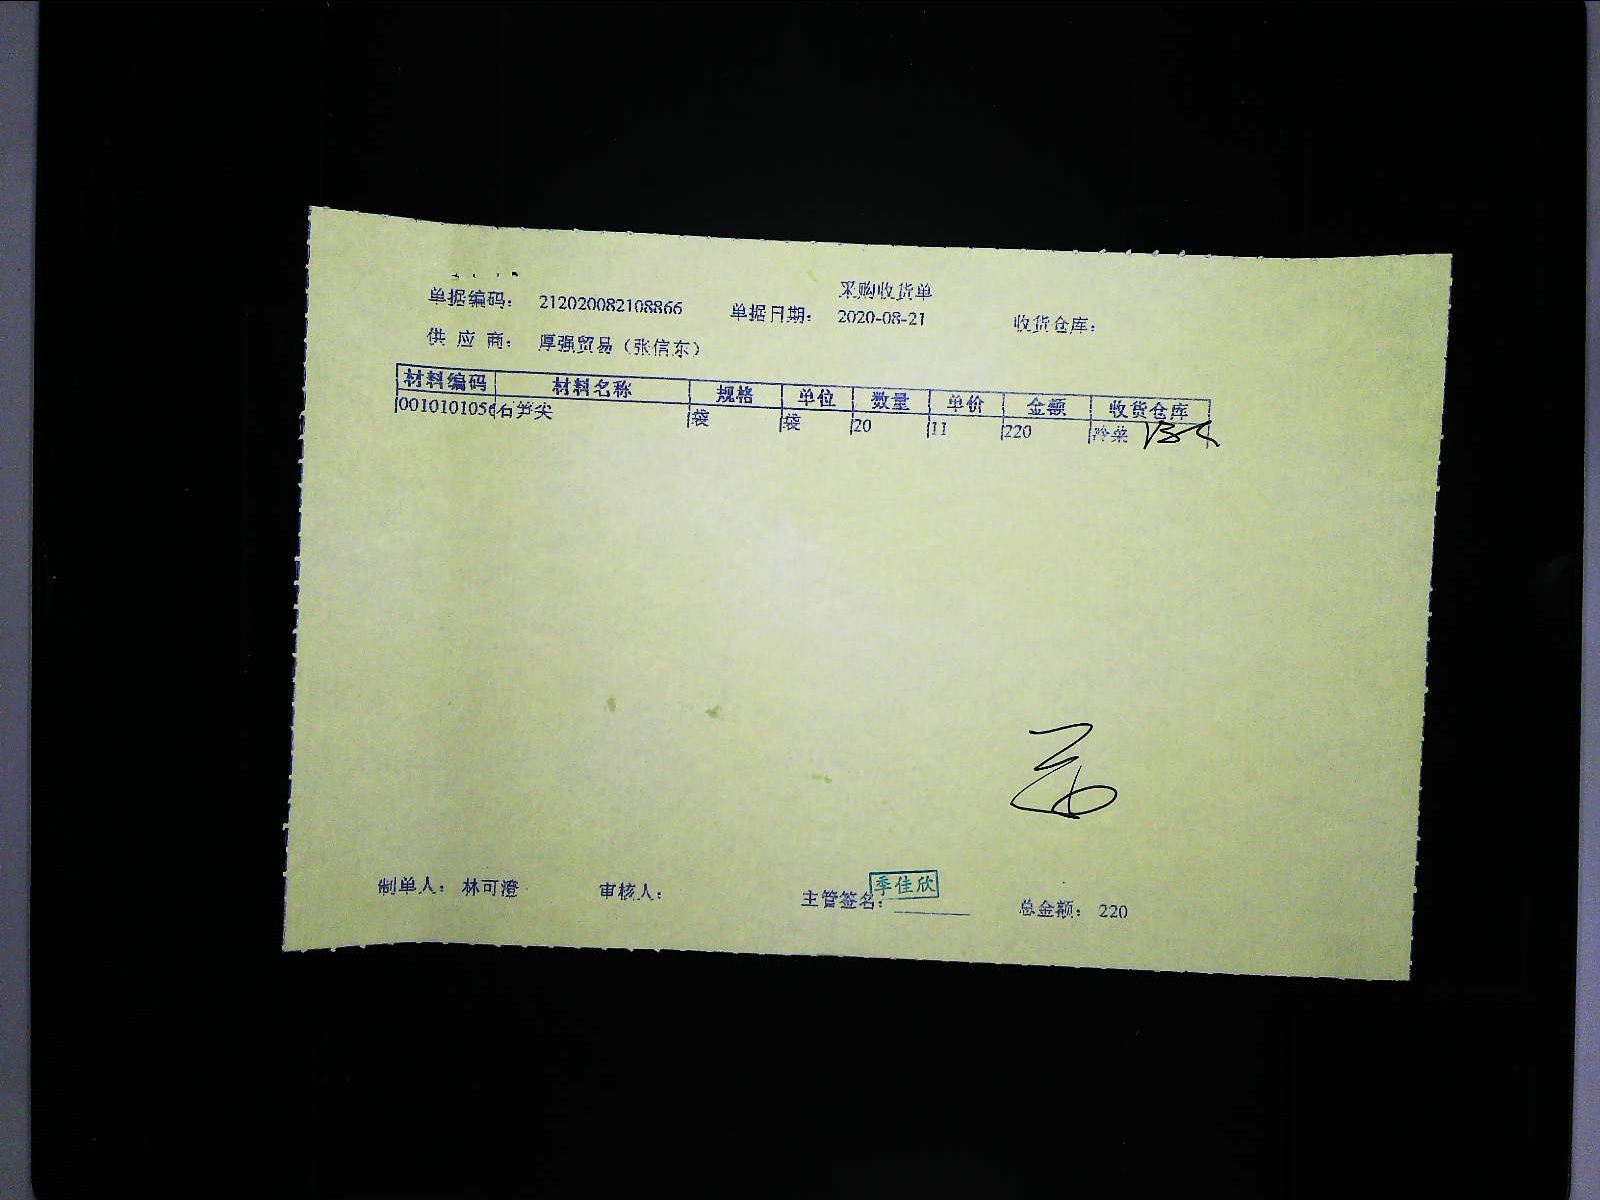 采购收货单
单据编码： 212020082108866 单据日期： 2020-08-21 收货仓库：
供 应 商： 厚强贸易（张信东）
材料编码 材料名称 规格 单位 数量 单价 金额 收货仓库
0010101056 石笋尖 袋 袋 20 11 220 冷菜
制单人： 林可澄 审核人： 主管签名： 季佳欣 总金额： 220